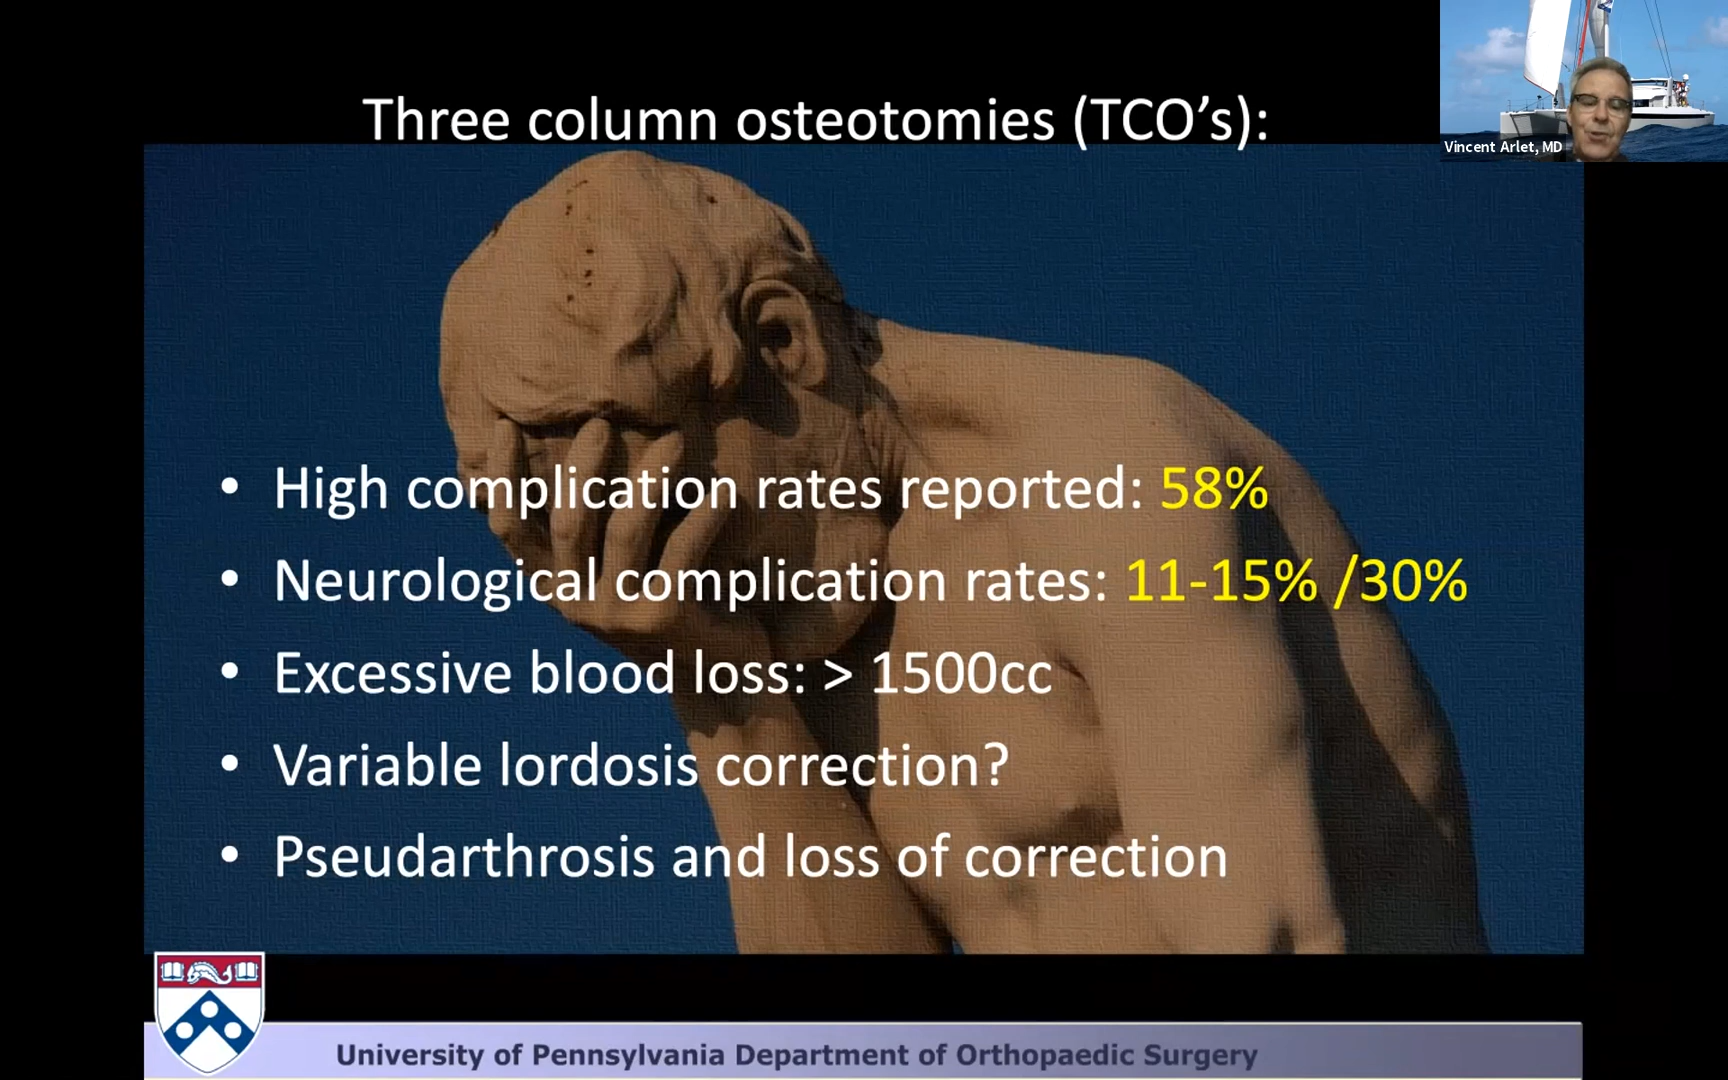 Three column osteotomies (TCO's):
Vincent Arlet, MD
• High complication rates reported: 58%
• Neurological complication rates: 11-15% /30%
• Excessive blood loss: > 1500cc
• Variable lordosis correction?
• Pseudarthrosis and loss of correction
University of Pennsylvania Department of Orthopaedic Surgery